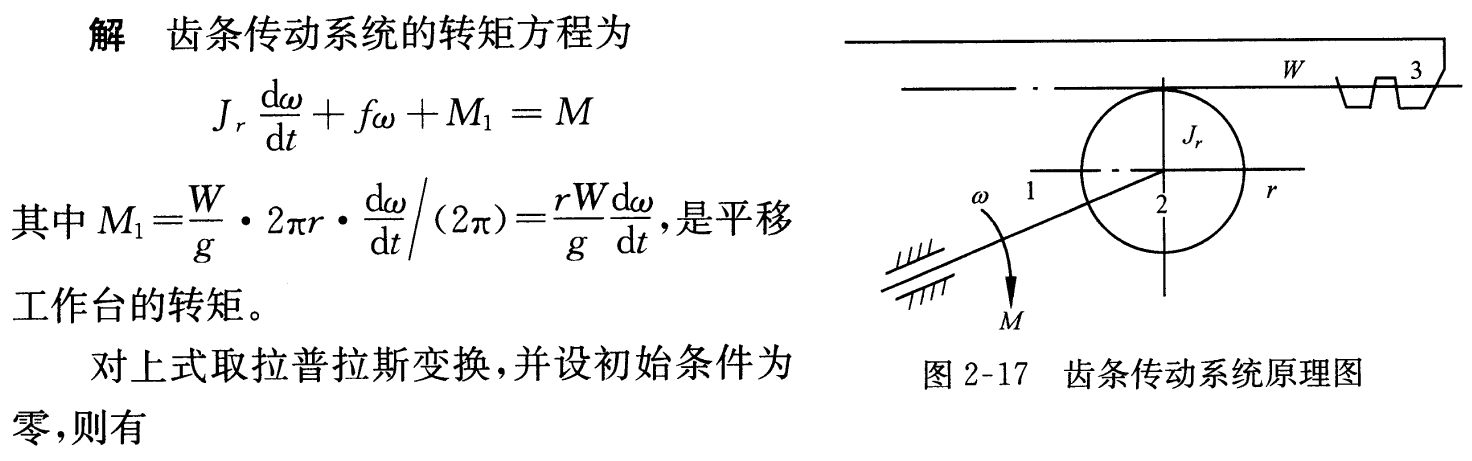 解 齿条传动系统的转矩方程为
J_r dω/dt + fω + M₁ = M
其中 M₁ = W/g · 2πr · dω/dt /(2π) = rW/g dω/dt,是平移
工作台的转矩。
对上式取拉普拉斯变换,并设初始条件为
零,则有
W
3
J_r
1
2
r
ω
M
图 2-17 齿条传动系统原理图